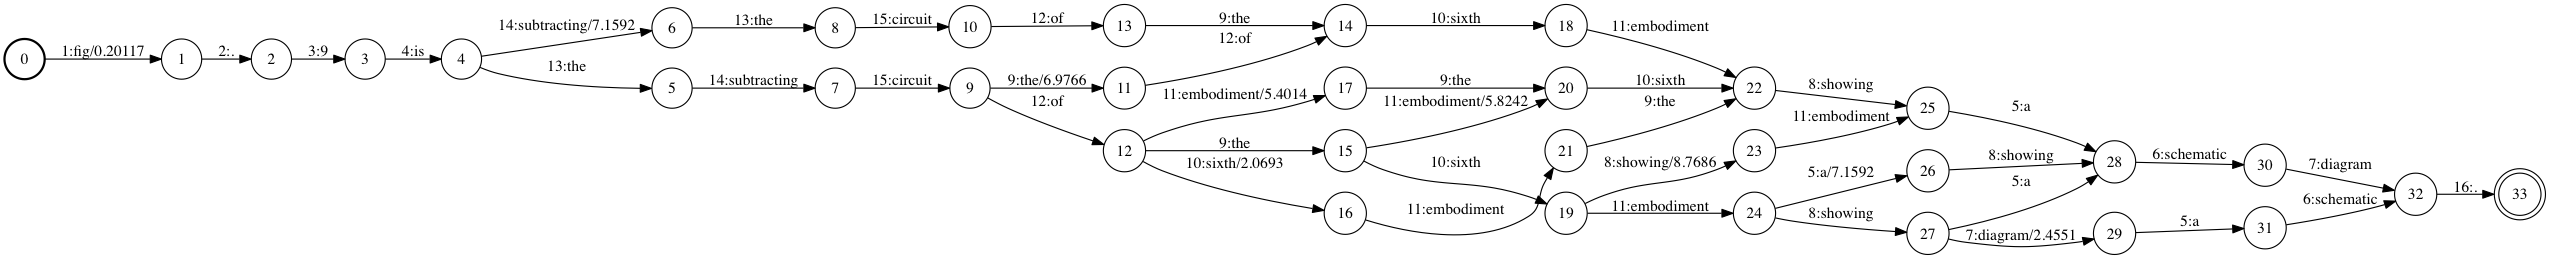 0 1:fig/0.20117 1 2:. 2 3:9 3 4:is 4
14:subtracting/7.1592 6 13:the 8 15:circuit 10 12:of 13 9:the 14 10:sixth 18 11:embodiment
13:the 5 14:subtracting 7 15:circuit 9 9:the/6.9766 11 12:of
12:of 12 11:embodiment/5.4014 17 9:the 20 10:sixth 22 8:showing 25 5:a
9:the 15 11:embodiment/5.8242
10:sixth/2.0693 16 11:embodiment 21 9:the
10:sixth 19 8:showing/8.7686 23 11:embodiment
11:embodiment 24 5:a/7.1592 26 8:showing 28 6:schematic 30 7:diagram 32 16:. 33
8:showing 27 5:a
7:diagram/2.4551 29 5:a 31 6:schematic